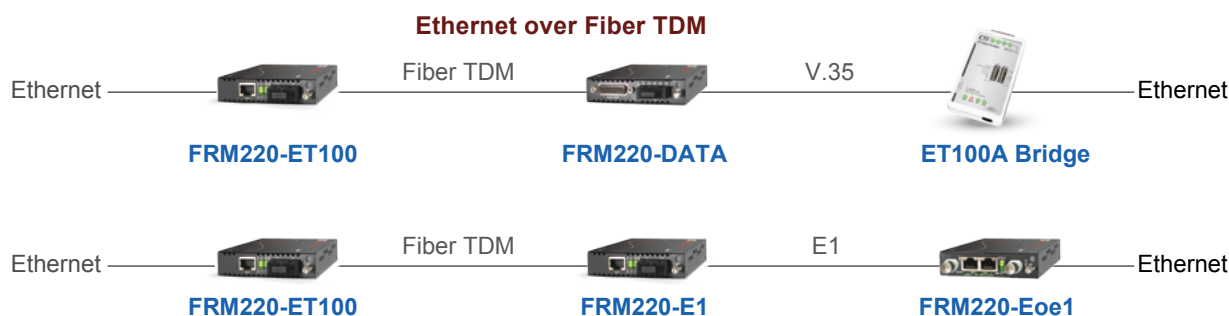 Ethernet over Fiber TDM
Ethernet
Fiber TDM
V.35
Ethernet
FRM220-ET100
FRM220-DATA
ET100A Bridge
Ethernet
Fiber TDM
E1
Ethernet
FRM220-ET100
FRM220-E1
FRM220-Eoe1